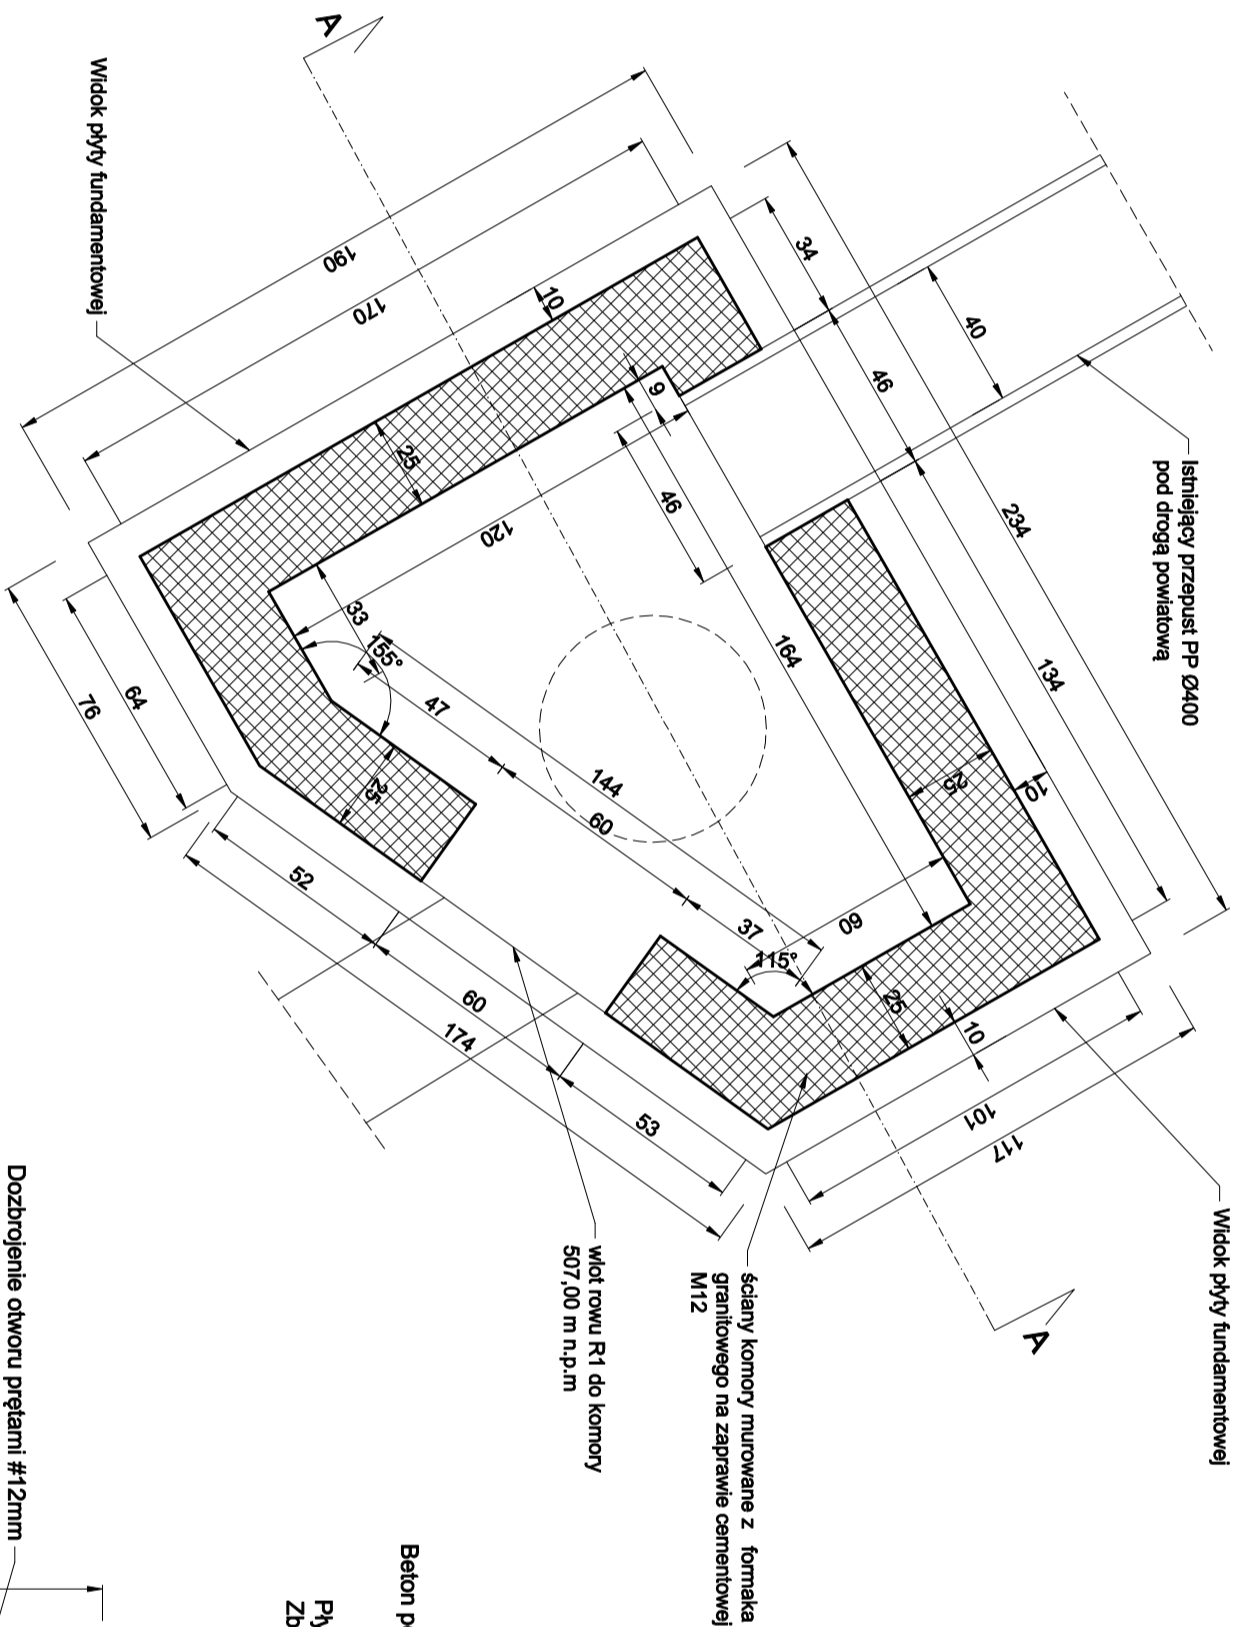 A
Widok płyty fundamentowej
190
170
10
34
46
40
Istniejący przepust PP Ø400
pod drogą powiatową
234
134
9
46
25
120
164
33
155°
47
144
60
37
115°
60
25
10
25
25
10
64
76
52
60
174
53
101
117
Widok płyty fundamentowej
A
ściany komory murowane z formaka
granitowego na zaprawie cementowej
M12
wlot rowu R1 do komory
507,00 m n.p.m
Beton p
Pły
Zb
Dozbrojenie otworu prętami #12mm